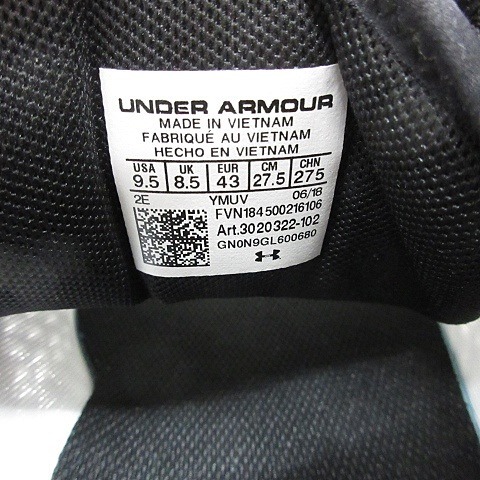 UNDER ARMOUR
MADE IN VIETNAM
FABRIQUÉ AU VIETNAM
HECHO EN VIETNAM
USA UK EUR CM CHN
9.5 8.5 43 27.5 275
2E YMUV 06/18
FVN184500216106
Art.3020322-102
GN0N9GL600680